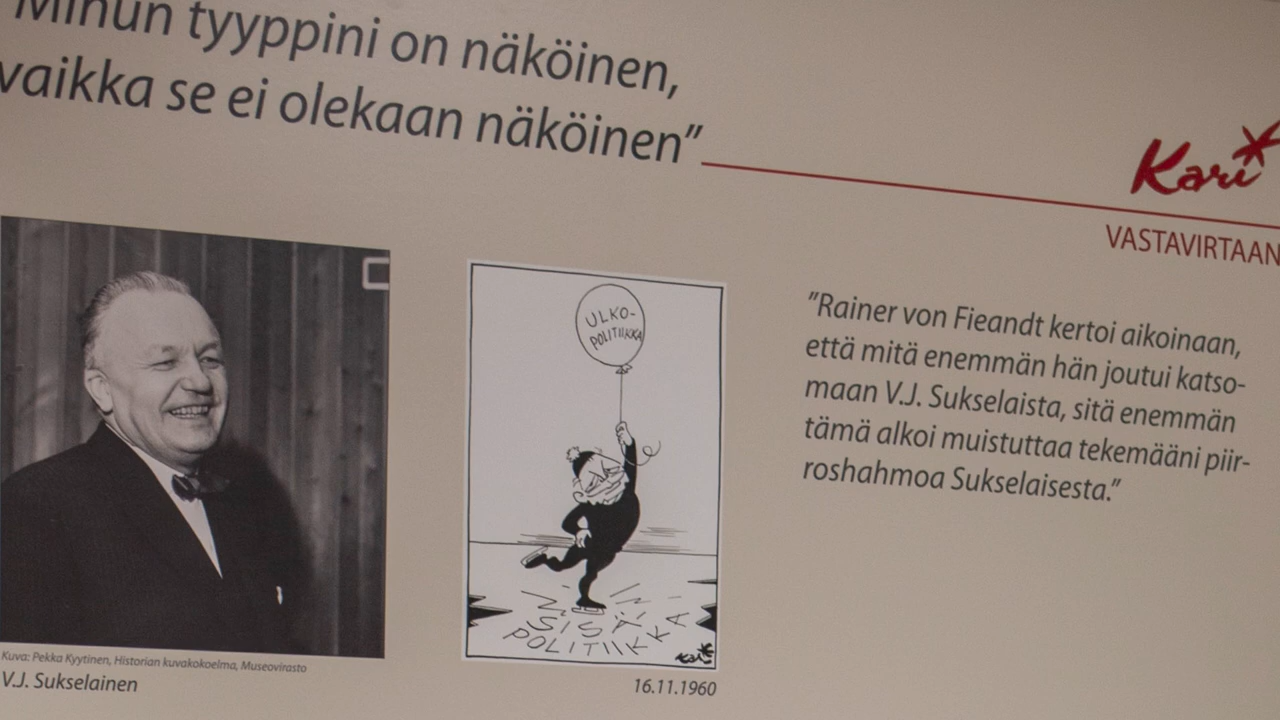 "Minun tyyppini on näköinen,
vaikka se ei olekaan näköinen”
Kari
VASTAVIRTAAN
ULKO-
POLITIIKKA
SISÄ-
POLITIIKKA
Kari
”Rainer von Fieandt kertoi aikoinaan,
että mitä enemmän hän joutui katso-
maan V.J. Sukselaista, sitä enemmän
tämä alkoi muistuttaa tekemääni piir-
roshahmoa Sukselaisesta.”
Kuva: Pekka Kyytinen, Historian kuvakokoelma, Museovirasto
V.J. Sukselainen
16.11.1960